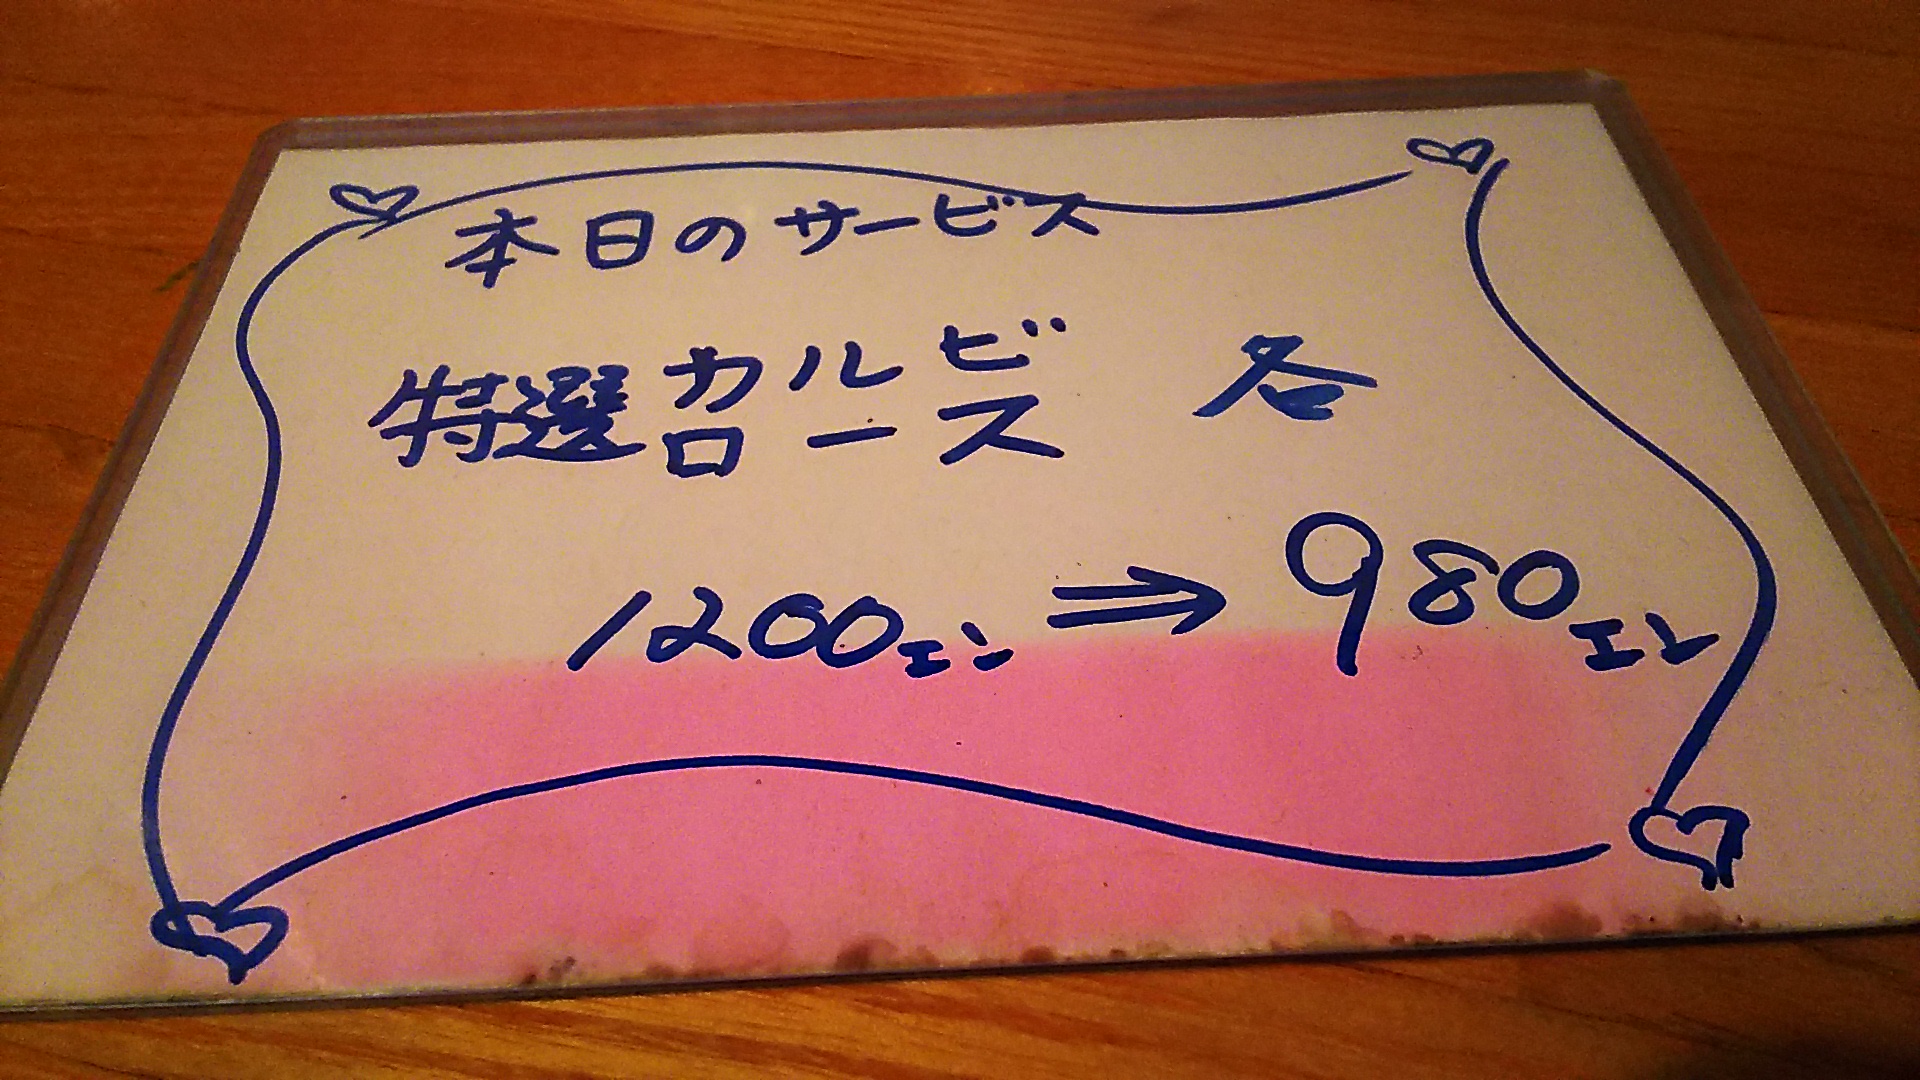 本日のサービス
特選カルビ 各
ロース
1200エン ⇒ 980エン